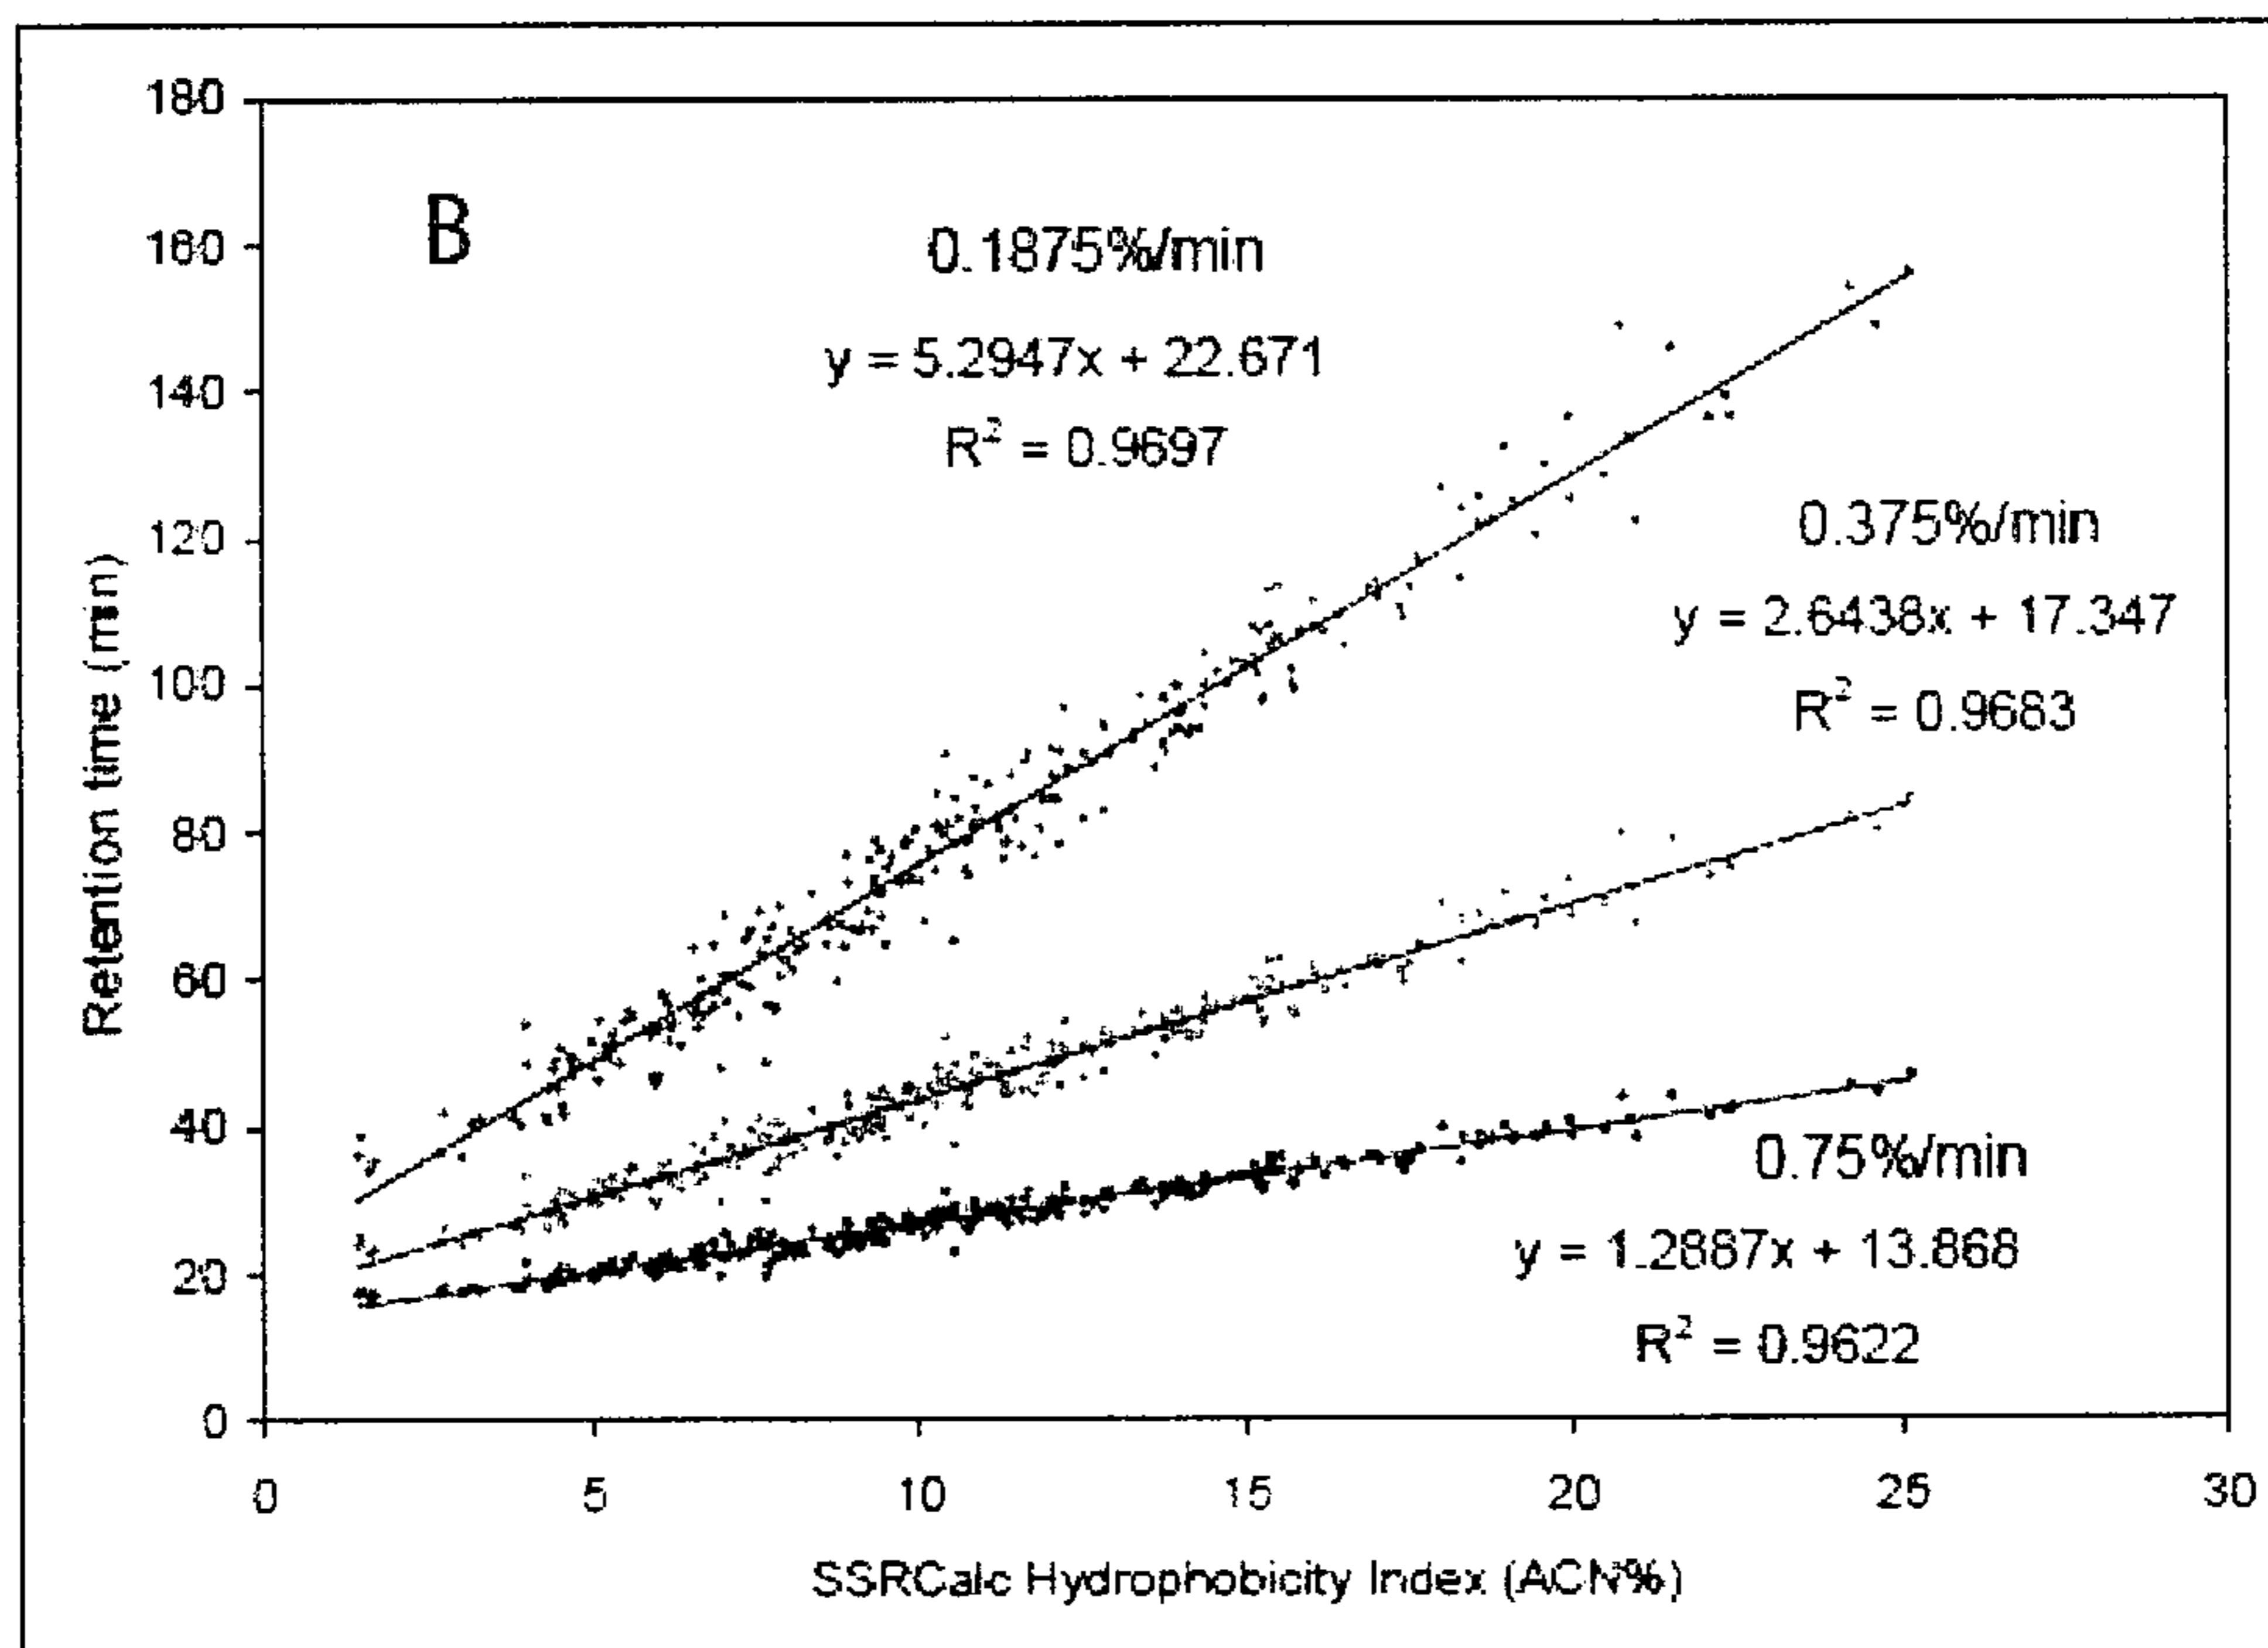 180
160
140
120
100
80
60
40
20
0
Retention time (min)
B
0.1875%/min
y = 5.2947x + 22.671
R² = 0.9697
0.375%/min
y = 2.6438x + 17.347
R² = 0.9683
0.75%/min
y = 1.2887x + 13.868
R² = 0.9622
0 5 10 15 20 25 30
SSRCalc Hydrophobicity Index (ACN%)